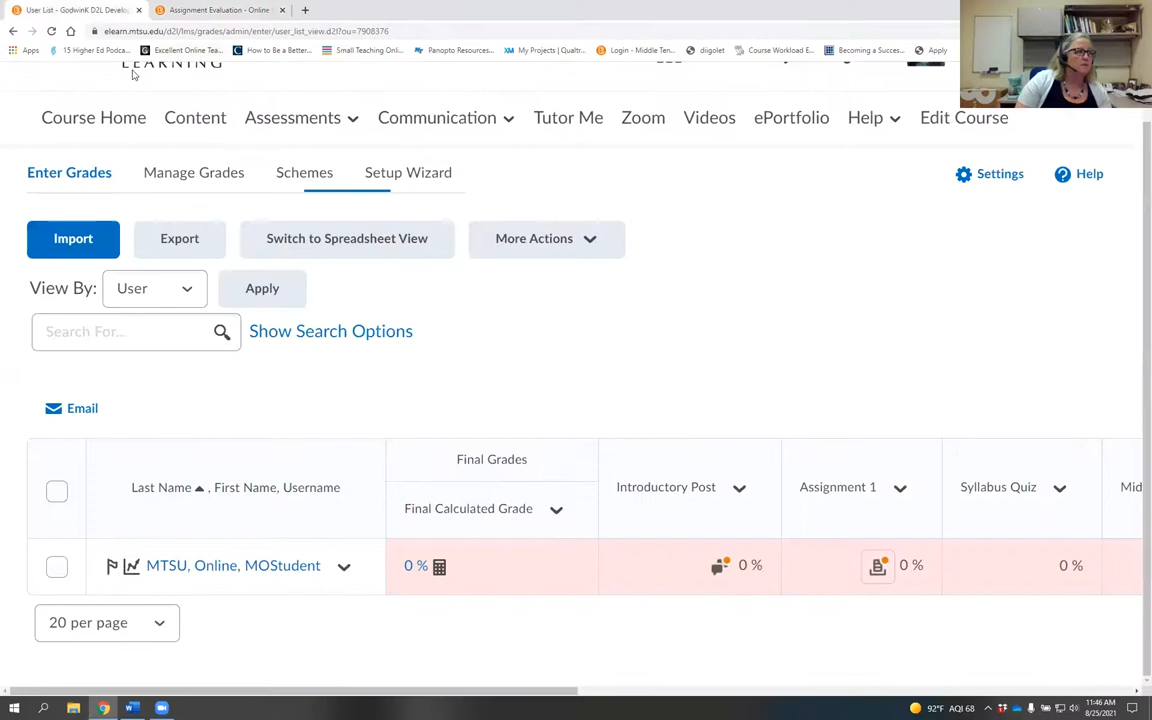 User List - GodwinK D2L Develop
Assignment Evaluation - Online
elearn.mtsu.edu/d2l/lms/grades/admin/enter/user_list_view.d2l?ou=7908376
Apps
15 Higher Ed Podca...
Excellent Online Tea...
How to Be a Better...
Small Teaching Onli...
Panopto Resources...
My Projects | Qualtr...
Login - Middle Ten...
digolet
Course Workload E...
Becoming a Succes...
Apply
LEARNING
Course Home Content Assessments Communication Tutor Me Zoom Videos ePortfolio Help Edit Course
Enter Grades Manage Grades Schemes Setup Wizard
Settings Help
Import Export Switch to Spreadsheet View More Actions
View By: User Apply
Search For... Show Search Options
Email
Final Grades
Last Name , First Name, Username
Introductory Post Assignment 1 Syllabus Quiz Mid
Final Calculated Grade
MTSU, Online, MOStudent 0 % 0 % 0 % 0 %
20 per page
92°F AQI 68
11:46 AM
8/25/2021